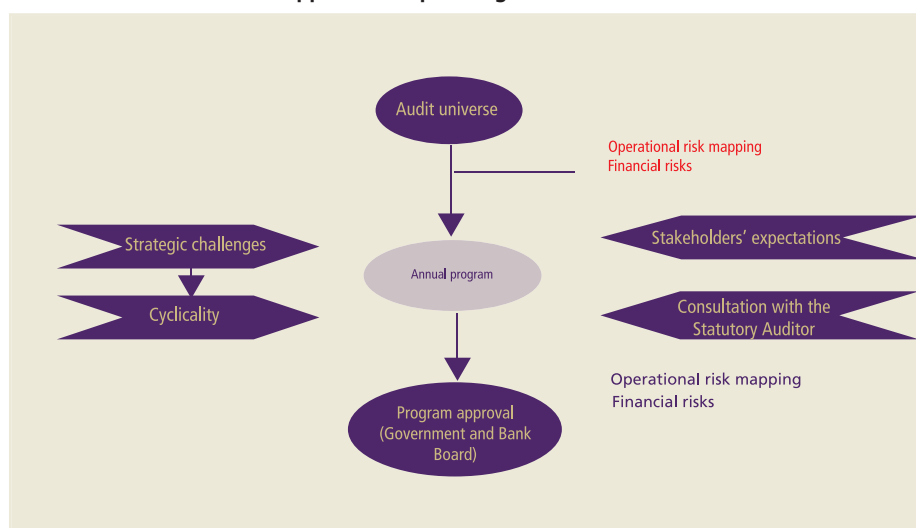 Audit universe
Operational risk mapping
Financial risks
Strategic challenges
Stakeholders' expectations
Annual program
Cyclicality
Consultation with the
Statutory Auditor
Operational risk mapping
Financial risks
Program approval
(Government and Bank
Board)